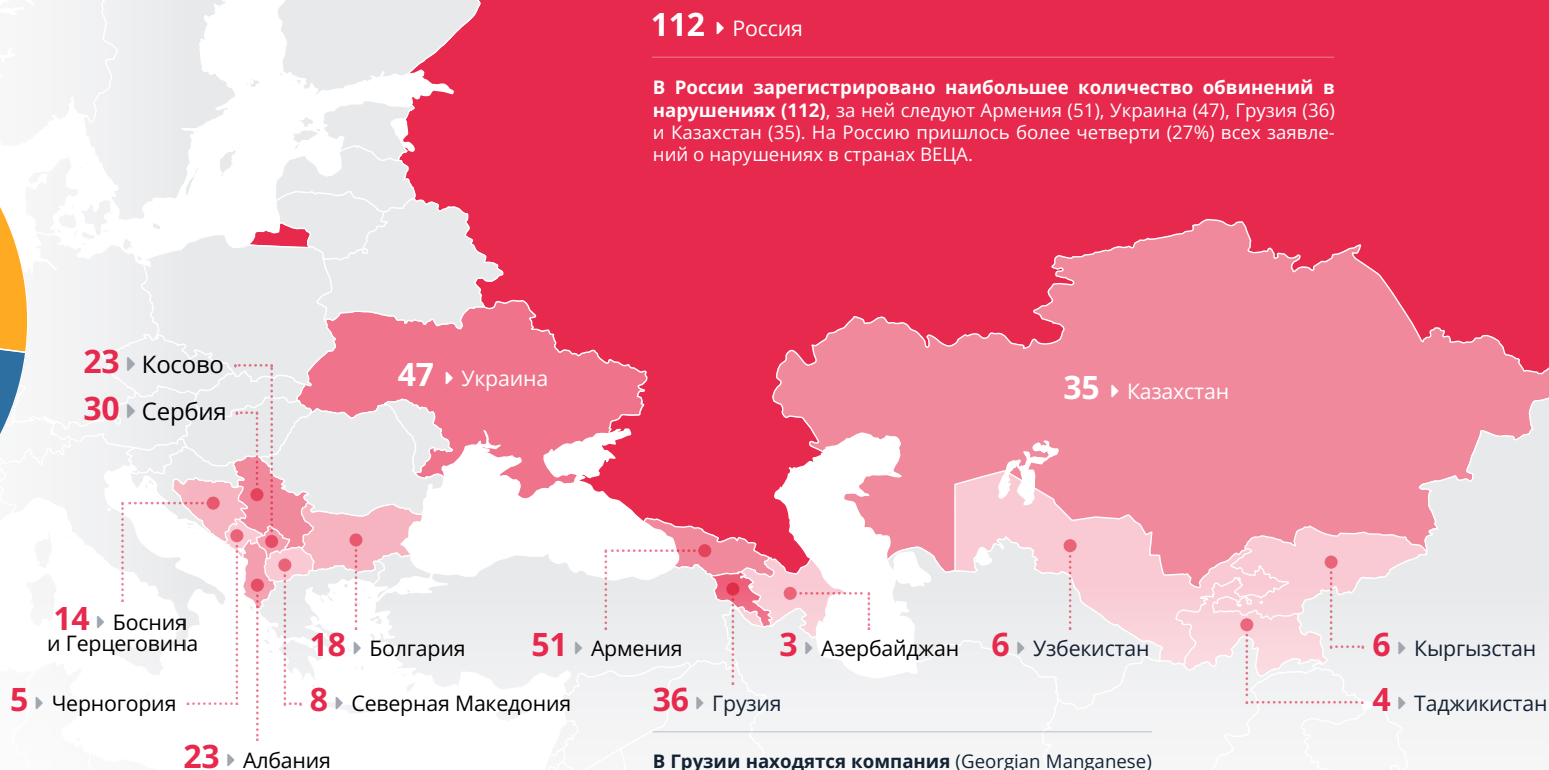 112 Россия
В России зарегистрировано наибольшее количество обвинений в
нарушениях (112), за ней следуют Армения (51), Украина (47), Грузия (36)
и Казахстан (35). На Россию пришлось более четверти (27%) всех заявле-
ний о нарушениях в странах ВЕЦА.
23 Косово
47 Украина
35 Казахстан
30 Сербия
14 Босния
и Герцеговина
18 Болгария
51 Армения
3 Азербайджан
6 Узбекистан
6 Кыргызстан
5 Черногория
8 Северная Македония
36 Грузия
4 Таджикистан
23 Албания
В Грузии находятся компания (Georgian Manganese)